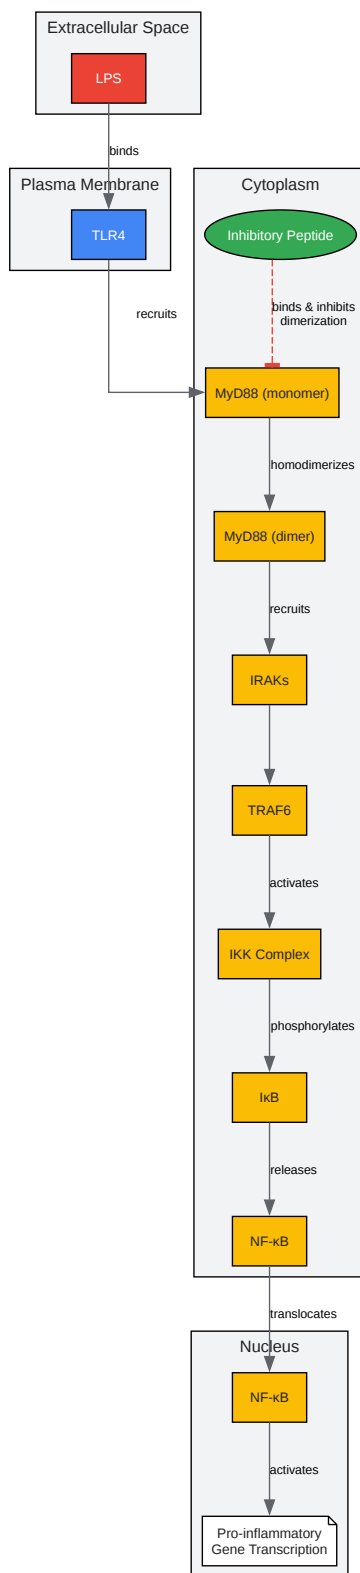 Extracellular Space
LPS
binds
Plasma Membrane
TLR4
recruits
Cytoplasm
Inhibitory Peptide
binds & inhibits
dimerization
MyD88 (monomer)
homodimerizes
MyD88 (dimer)
recruits
IRAKs
TRAF6
activates
IKK Complex
phosphorylates
IκB
releases
NF-κB
translocates
Nucleus
NF-κB
activates
Pro-inflammatory
Gene Transcription